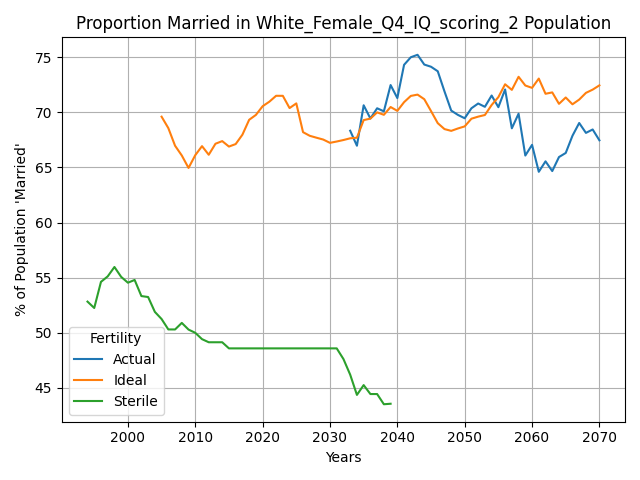 Proportion Married in White_Female_Q4_IQ_scoring_2 Population
% of Population 'Married'
75
70
65
60
55
50
45
Fertility
Actual
Ideal
Sterile
2000 2010 2020 2030 2040 2050 2060 2070
Years